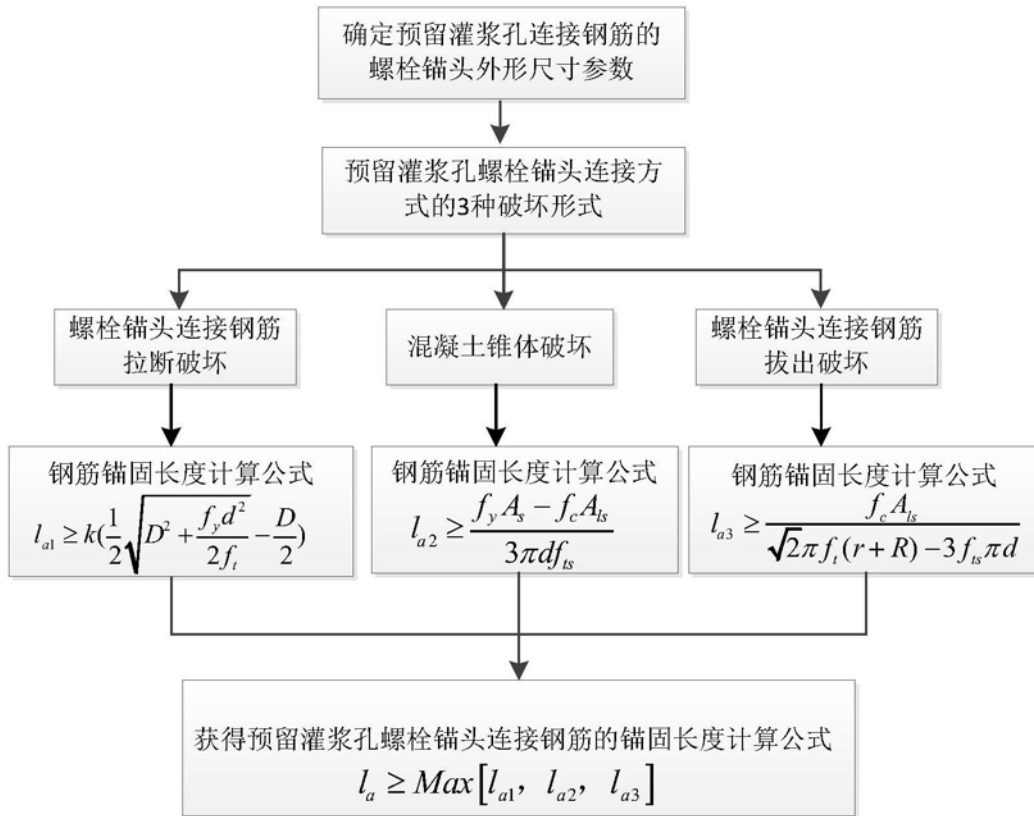 确定预留灌浆孔连接钢筋的
螺栓锚头外形尺寸参数
预留灌浆孔螺栓锚头连接方
式的3种破坏形式
螺栓锚头连接钢筋
拉断破坏
混凝土锥体破坏
螺栓锚头连接钢筋
拔出破坏
钢筋锚固长度计算公式
$l_{a1} \geq k(\frac{1}{2}\sqrt{D^2+\frac{f_y d^2}{2f_t}}-\frac{D}{2})$
钢筋锚固长度计算公式
$l_{a2} \geq \frac{f_y A_s - f_c A_{ls}}{3\pi d f_{ts}}$
钢筋锚固长度计算公式
$l_{a3} \geq \frac{f_c A_{ls}}{\sqrt{2}\pi f_t(r+R)-3f_{ts}\pi d}$
获得预留灌浆孔螺栓锚头连接钢筋的锚固长度计算公式
$l_a \geq Max[l_{a1},\ l_{a2},\ l_{a3}]$